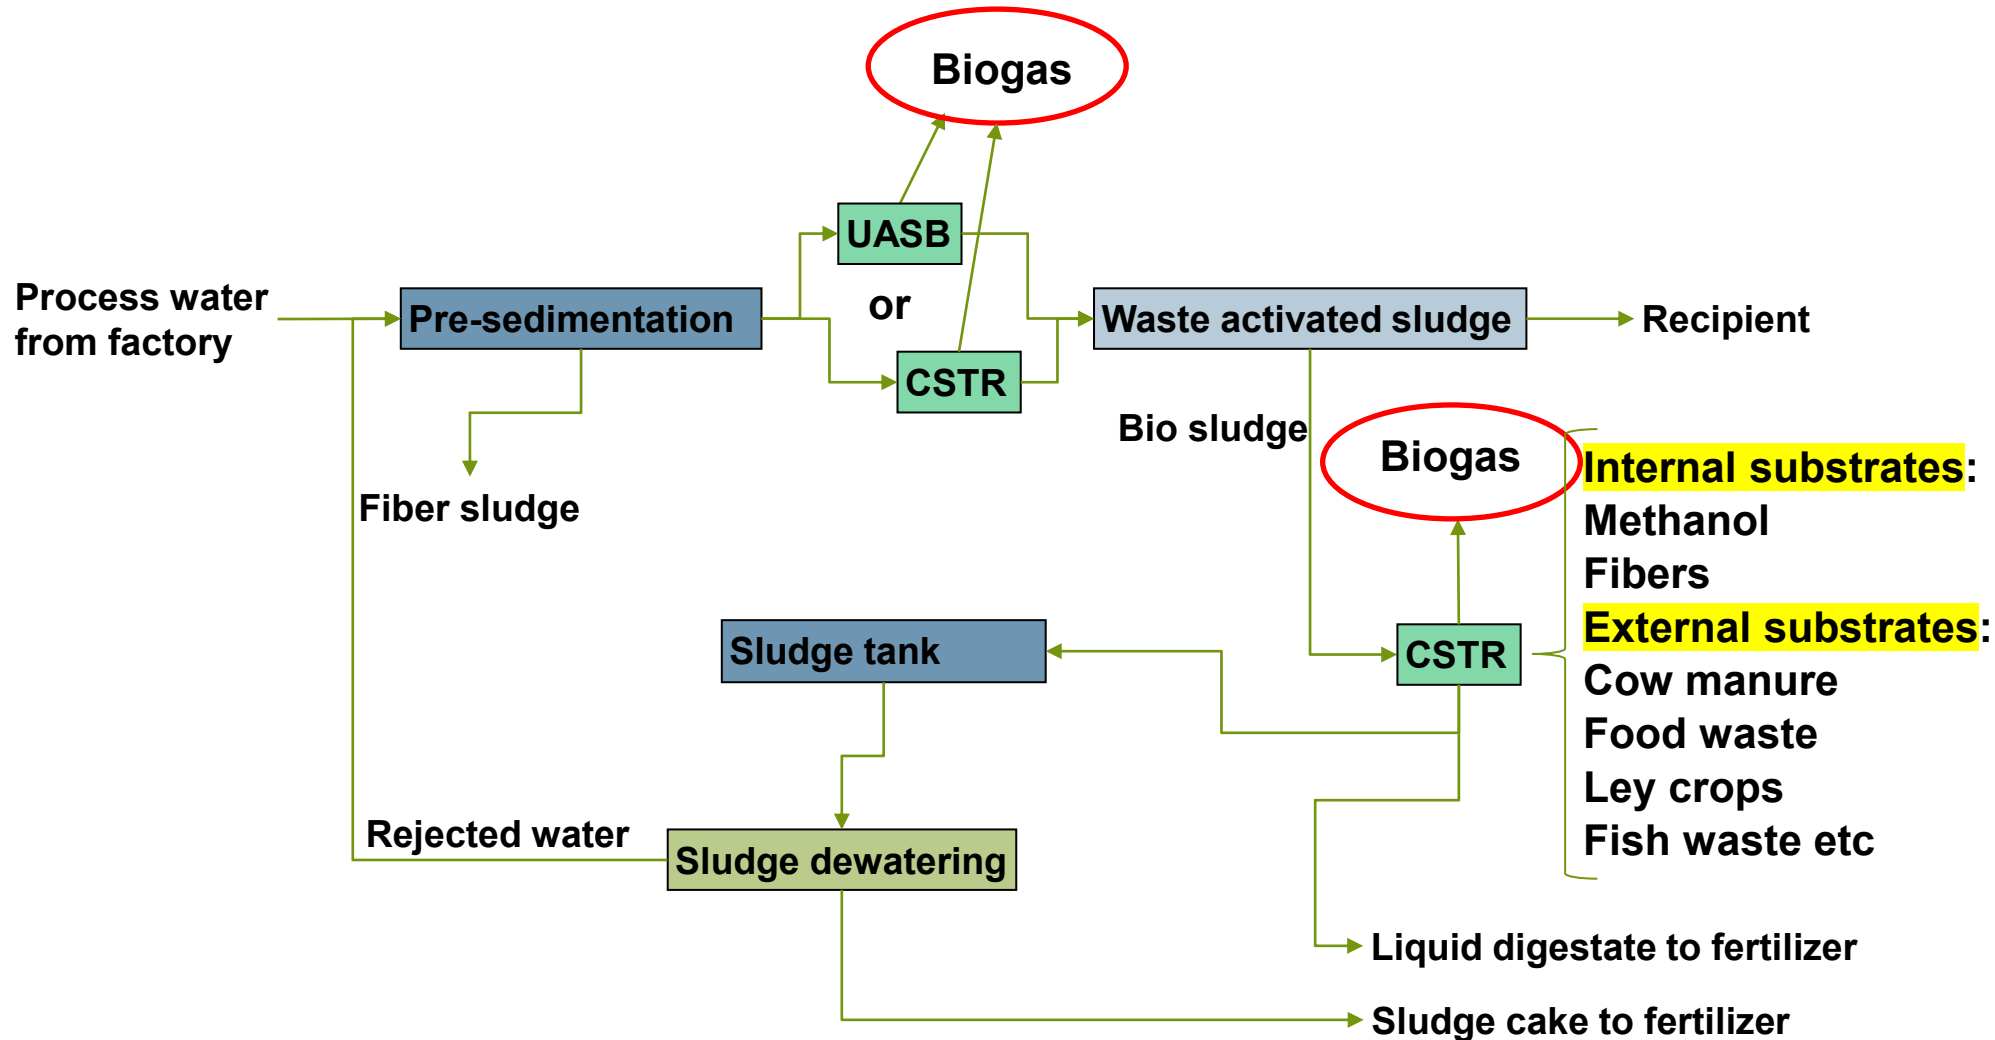 Biogas
UASB
Process water
from factory
Pre-sedimentation
or
Waste activated sludge
Recipient
CSTR
Bio sludge
Biogas
Internal substrates:
Methanol
Fibers
External substrates:
Cow manure
Food waste
Ley crops
Fish waste etc
Fiber sludge
Sludge tank
CSTR
Rejected water
Sludge dewatering
Liquid digestate to fertilizer
Sludge cake to fertilizer